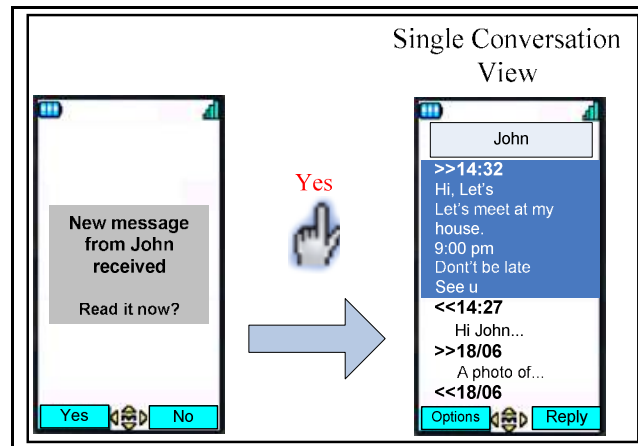 Single Conversation
View
New message
from John
received
Read it now?
Yes
No
Yes
John
>>14:32
Hi, Let's
Let's meet at my
house.
9:00 pm
Dont't be late
See u
<<14:27
Hi John...
>>18/06
A photo of...
<<18/06
Options
Reply